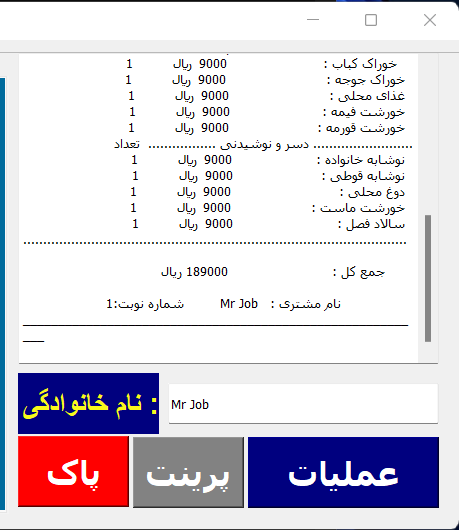 خوراک کباب : 9000 ریال 1
خوراک جوجه : 9000 ریال 1
غذای محلی : 9000 ریال 1
خورشت قیمه : 9000 ریال 1
خورشت قورمه : 9000 ریال 1
........................ دسر و نوشیدنی ................ تعداد
نوشابه خانواده : 9000 ریال 1
نوشابه قوطی : 9000 ریال 1
دوغ محلی : 9000 ریال 1
خورشت ماست : 9000 ریال 1
سالاد فصل : 9000 ریال 1
جمع کل : 189000 ریال
نام مشتری : Mr Job شماره نوبت:1
نام خانوادگی :
Mr Job
پاک
پرینت
عملیات